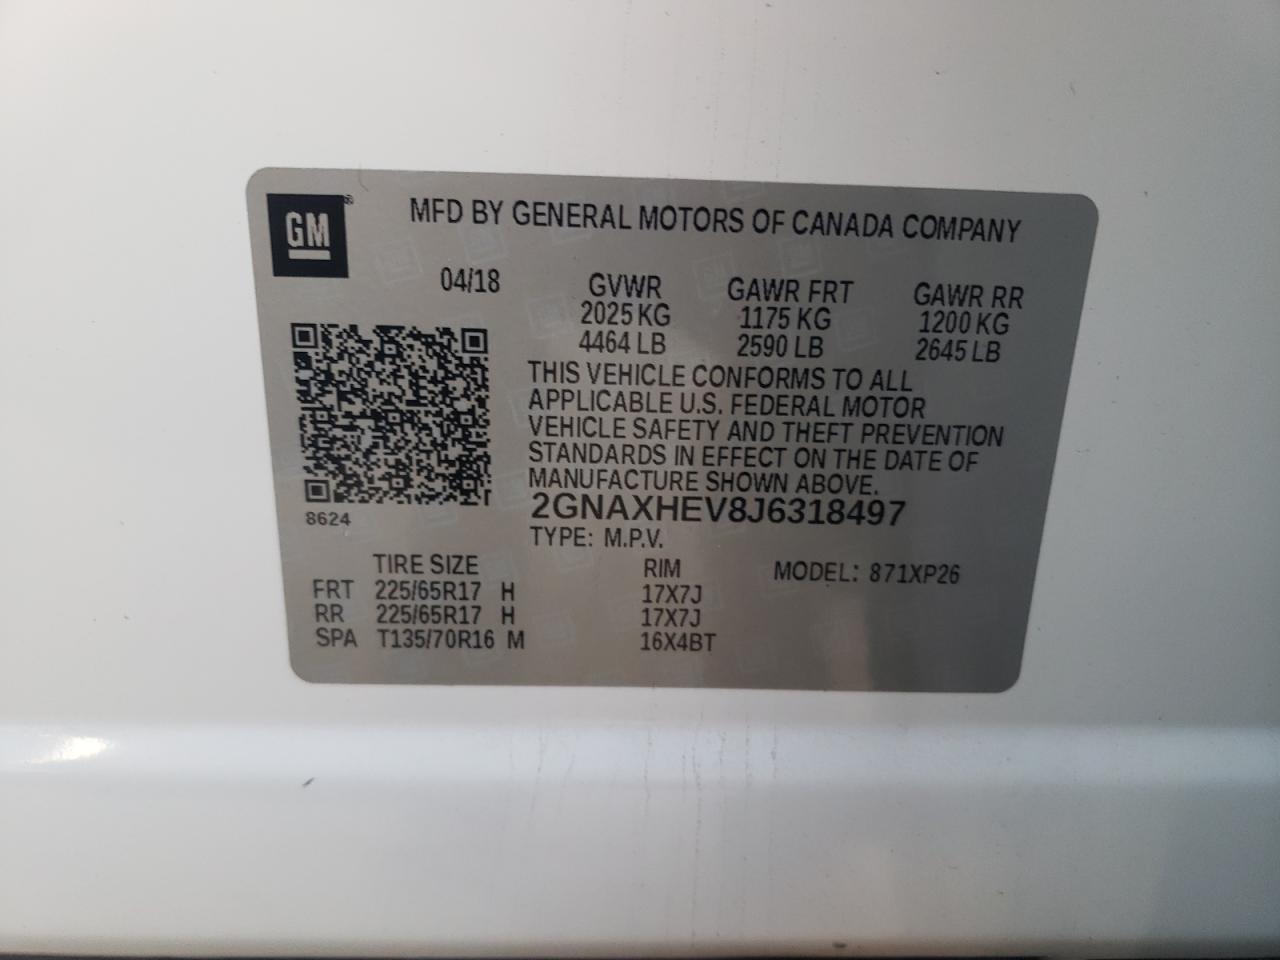 GM®
MFD BY GENERAL MOTORS OF CANADA COMPANY
04/18 GVWR GAWR FRT GAWR RR
2025 KG 1175 KG 1200 KG
4464 LB 2590 LB 2645 LB
THIS VEHICLE CONFORMS TO ALL
APPLICABLE U.S. FEDERAL MOTOR
VEHICLE SAFETY AND THEFT PREVENTION
STANDARDS IN EFFECT ON THE DATE OF
MANUFACTURE SHOWN ABOVE.
2GNAXHEV8J6318497
8624
TYPE: M.P.V.
TIRE SIZE RIM MODEL: 871XP26
FRT 225/65R17 H 17X7J
RR 225/65R17 H 17X7J
SPA T135/70R16 M 16X4BT